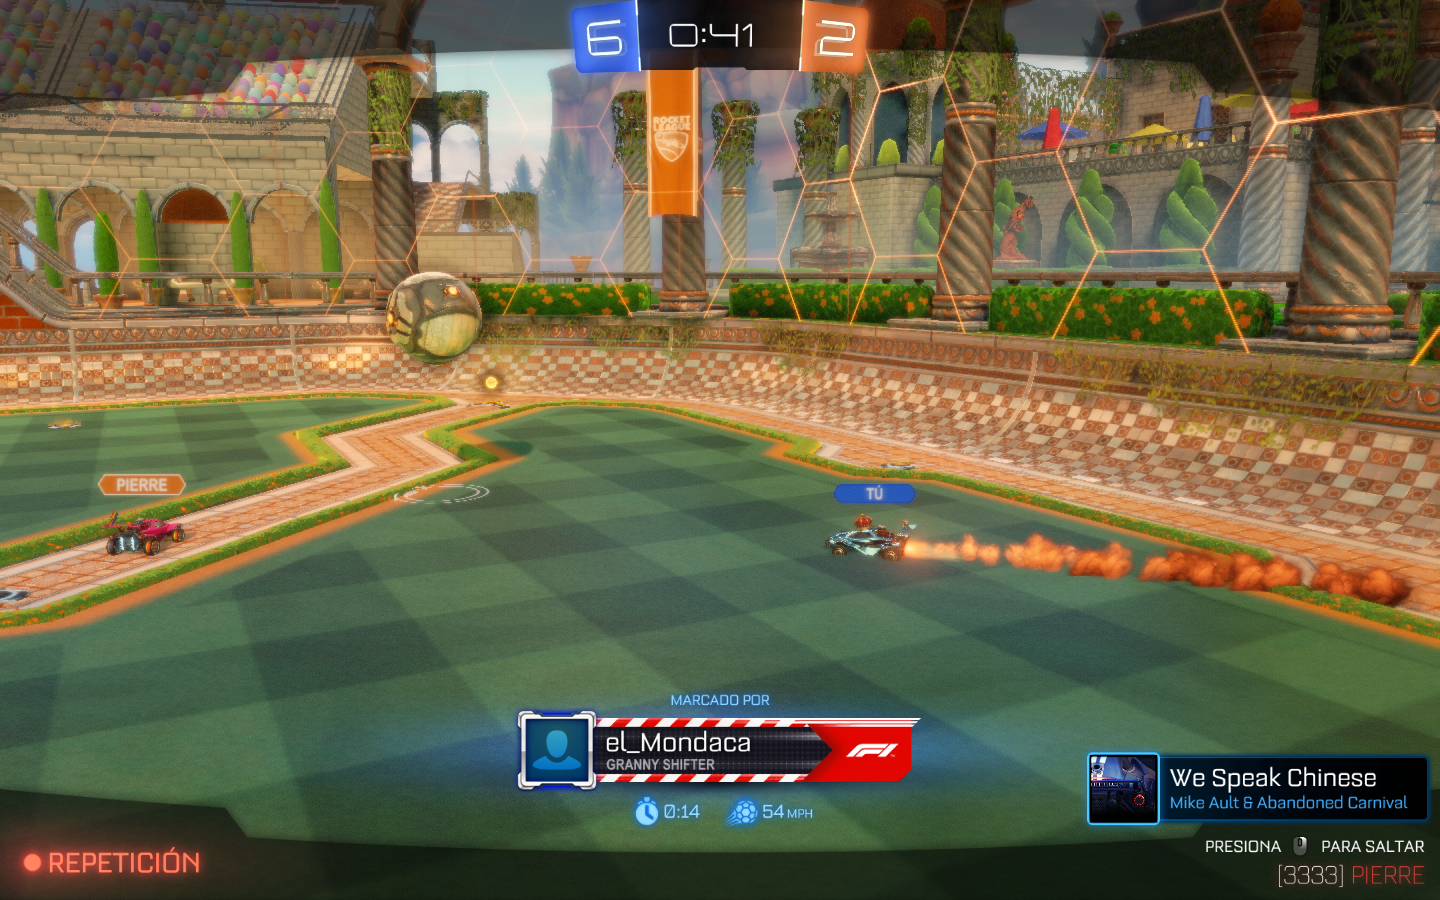 6
0:41
2
ROCKET
LEAGUE
PIERRE
TÚ
MARCADO POR
el_Mondaca
GRANNY SHIFTER
0:14
54 MPH
We Speak Chinese
Mike Ault & Abandoned Carnival
REPETICIÓN
PRESIONA PARA SALTAR
[3333] PIERRE